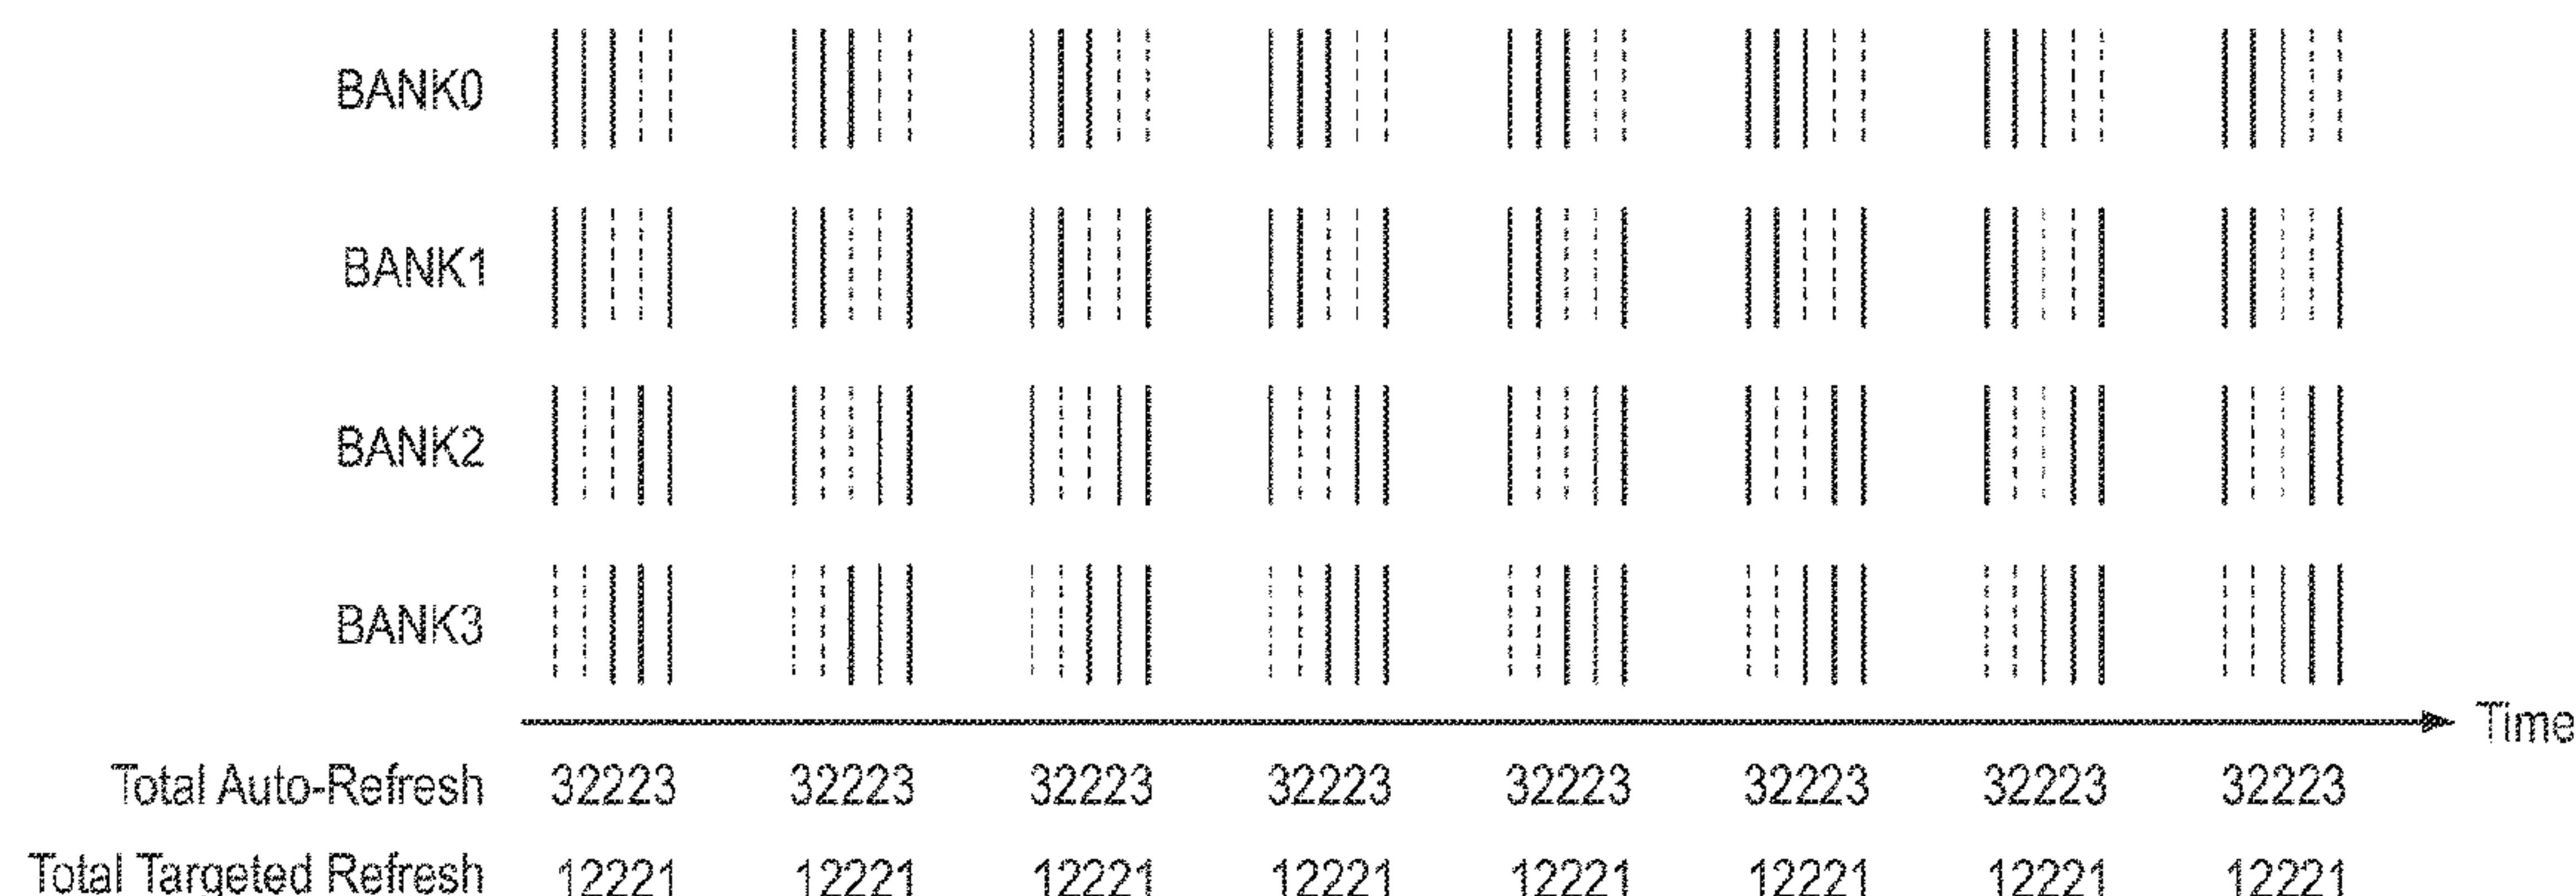 BANK0
BANK1
BANK2
BANK3
Time
Total Auto-Refresh 32223 32223 32223 32223 32223 32223 32223 32223
Total Targeted Refresh 12221 12221 12221 12221 12221 12221 12221 12221